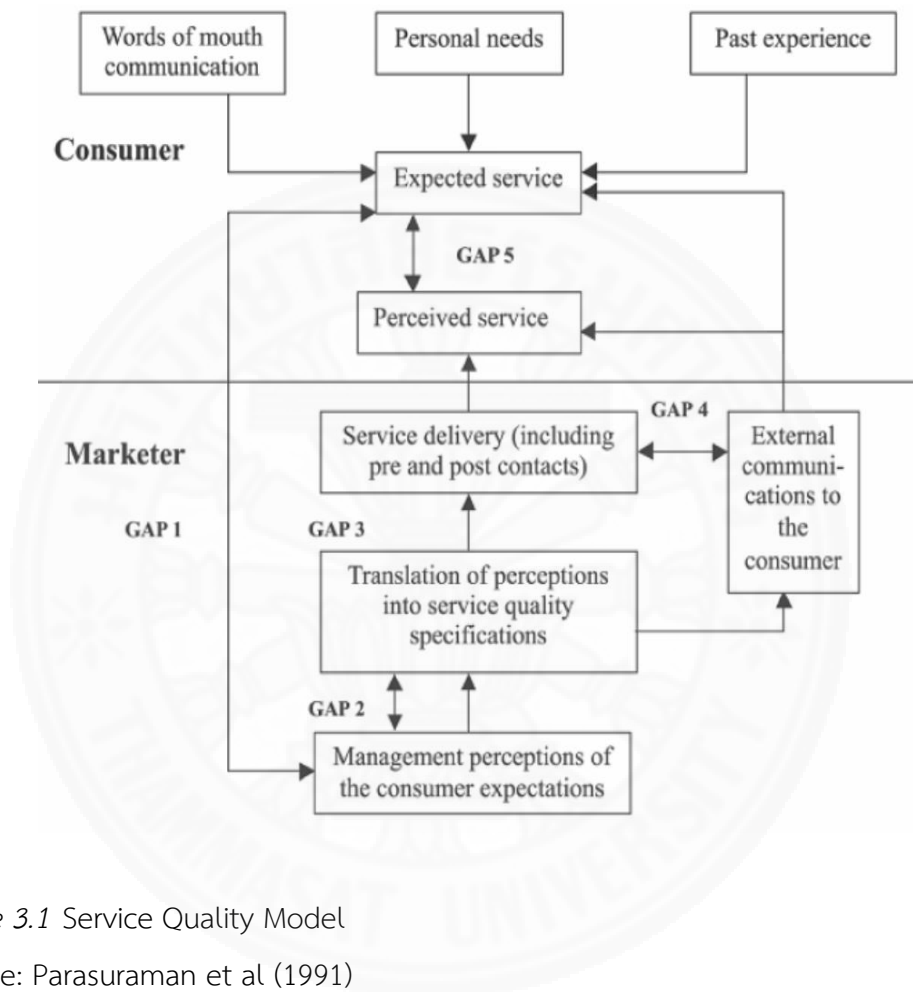 Words of mouth
communication
Personal needs
Past experience
Consumer
Expected service
GAP 5
Perceived service
Marketer
GAP 1
Service delivery (including
pre and post contacts)
GAP 4
External
communi-
cations to
the
consumer
GAP 3
Translation of perceptions
into service quality
specifications
GAP 2
Management perceptions of
the consumer expectations
THAMMASAT UNIVERSITY
e 3.1 Service Quality Model
e: Parasuraman et al (1991)